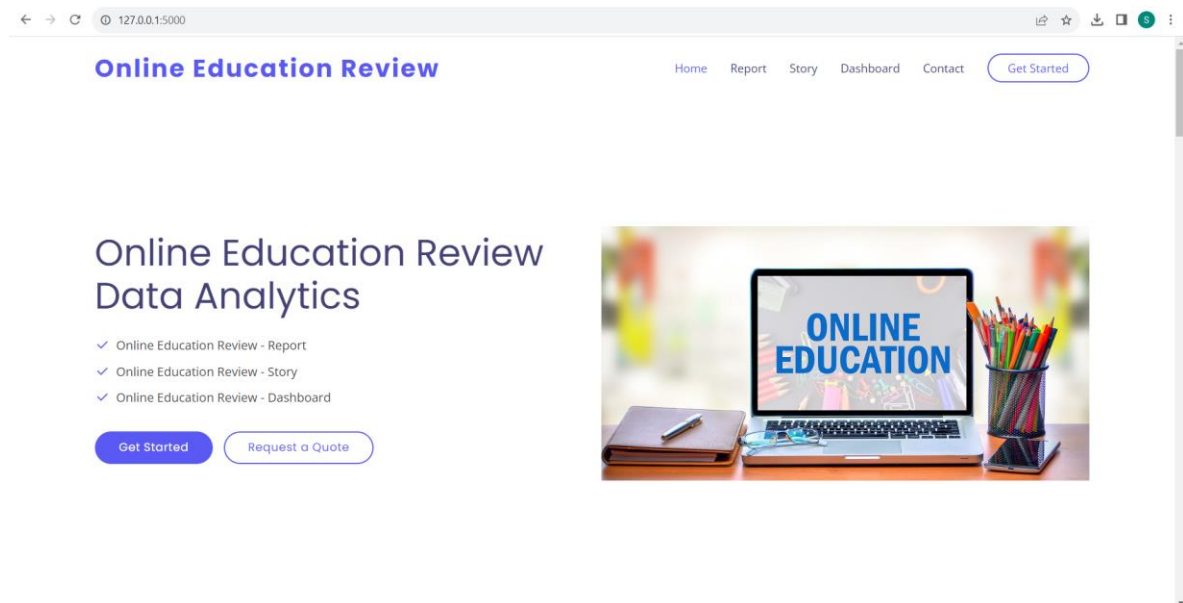 127.0.0.1:5000
S
Online Education Review
Home Report Story Dashboard Contact Get Started
Online Education Review
Data Analytics
Online Education Review - Report
Online Education Review - Story
Online Education Review - Dashboard
Get Started Request a Quote
ONLINE
EDUCATION